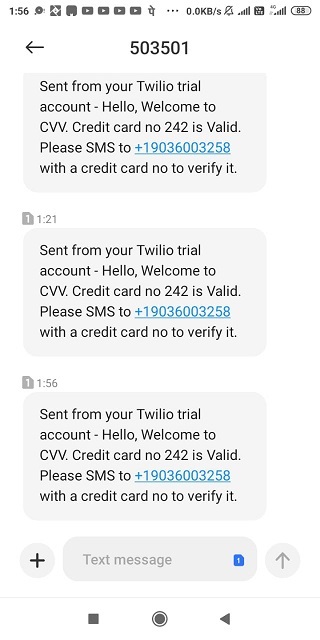 1:56 ... 0.0KB/s 4G 88
503501
Sent from your Twilio trial
account - Hello, Welcome to
CVV. Credit card no 242 is Valid.
Please SMS to +19036003258
with a credit card no to verify it.
1 1:21
Sent from your Twilio trial
account - Hello, Welcome to
CVV. Credit card no 242 is Valid.
Please SMS to +19036003258
with a credit card no to verify it.
1 1:56
Sent from your Twilio trial
account - Hello, Welcome to
CVV. Credit card no 242 is Valid.
Please SMS to +19036003258
with a credit card no to verify it.
Text message 1